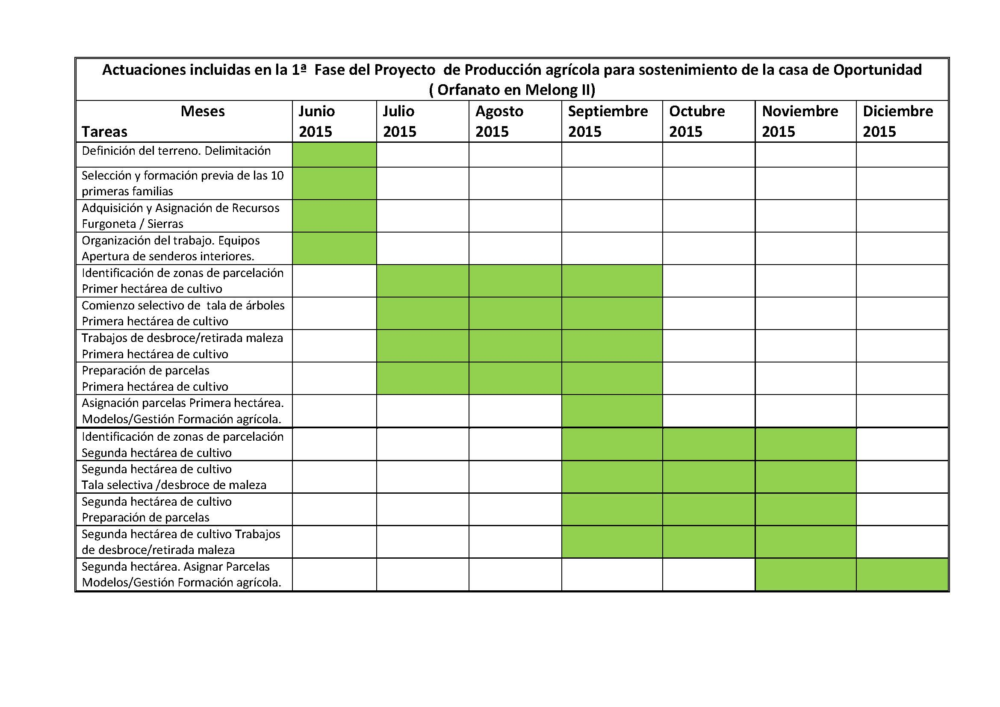 Actuaciones incluidas en la 1ª  Fase del Proyecto  de Producción agrícola para sostenimiento de la casa de Oportunidad
( Orfanato en Melong II)
Meses
Tareas
Junio
2015
Julio
2015
Agosto
2015
Septiembre
2015
Octubre
2015
Noviembre
2015
Diciembre
2015
Definición del terreno. Delimitación
Selección y formación previa de las 10
primeras familias
Adquisición y Asignación de Recursos
Furgoneta / Sierras
Organización del trabajo. Equipos
Apertura de senderos interiores.
Identificación de zonas de parcelación
Primer hectárea de cultivo
Comienzo selectivo de  tala de árboles
Primera hectárea de cultivo
Trabajos de desbroce/retirada maleza
Primera hectárea de cultivo
Preparación de parcelas
Primera hectárea de cultivo
Asignación parcelas Primera hectárea.
Modelos/Gestión Formación agrícola.
Identificación de zonas de parcelación
Segunda hectárea de cultivo
Segunda hectárea de cultivo
Tala selectiva /desbroce de maleza
Segunda hectárea de cultivo
Preparación de parcelas
Segunda hectárea de cultivo Trabajos
de desbroce/retirada maleza
Segunda hectárea. Asignar Parcelas
Modelos/Gestión Formación agrícola.